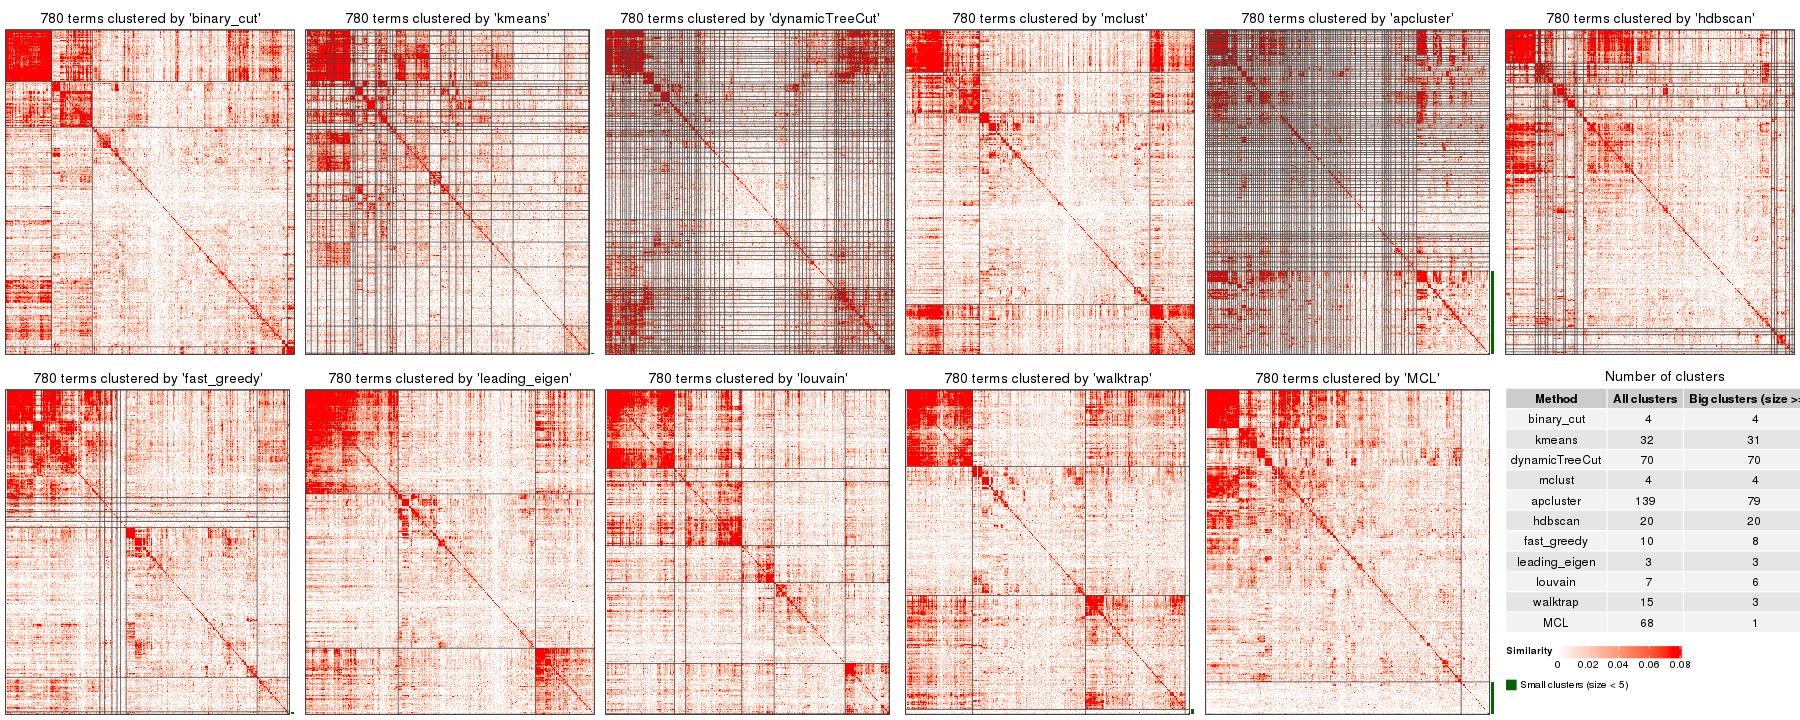 780 terms clustered by 'binary_cut'
780 terms clustered by 'kmeans'
780 terms clustered by 'dynamicTreeCut'
780 terms clustered by 'mclust'
780 terms clustered by 'apcluster'
780 terms clustered by 'hdbscan'
780 terms clustered by 'fast_greedy'
780 terms clustered by 'leading_eigen'
780 terms clustered by 'louvain'
780 terms clustered by 'walktrap'
780 terms clustered by 'MCL'
Number of clusters
Method All clusters Big clusters (size >=
binary_cut 4 4
kmeans 32 31
dynamicTreeCut 70 70
mclust 4 4
apcluster 139 79
hdbscan 20 20
fast_greedy 10 8
leading_eigen 3 3
louvain 7 6
walktrap 15 3
MCL 68 1
Similarity
0 0.02 0.04 0.06 0.08
Small clusters (size < 5)